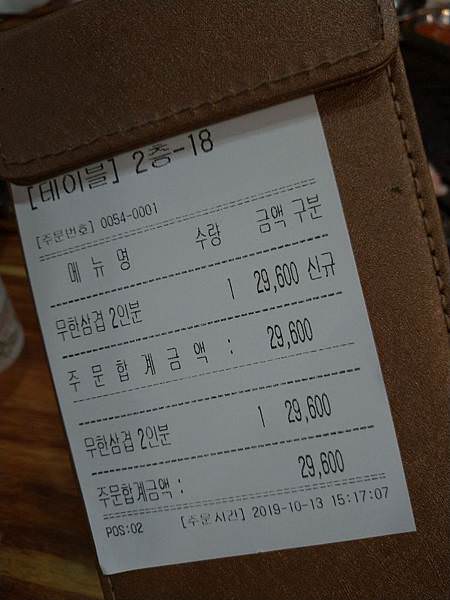 [테이블] 2층-18
[주문번호] 0054-0001
메 뉴 명 수량 금액 구분
무한삼겹 2인분 1 29,600 신규
주 문 합 계 금 액 : 29,600
무한삼겹 2인분 1 29,600
주문합계금액 : 29,600
POS:02 [주문시간] 2019-10-13 15:17:07